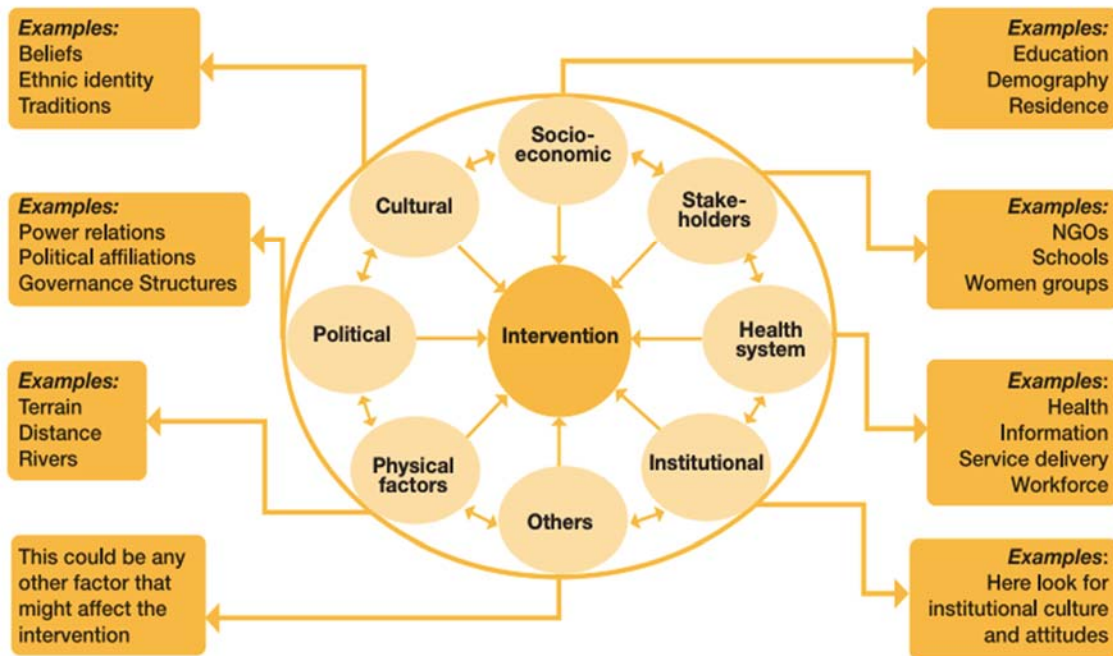 Examples:
Beliefs
Ethnic identity
Traditions
Examples:
Education
Demography
Residence
Socio-
economic
Cultural
Stake-
holders
Examples:
Power relations
Political affiliations
Governance Structures
Examples:
NGOs
Schools
Women groups
Political
Intervention
Health
system
Examples:
Terrain
Distance
Rivers
Examples:
Health
Information
Service delivery
Workforce
Physical
factors
Others
Institutional
This could be any
other factor that
might affect the
intervention
Examples:
Here look for
institutional culture
and attitudes